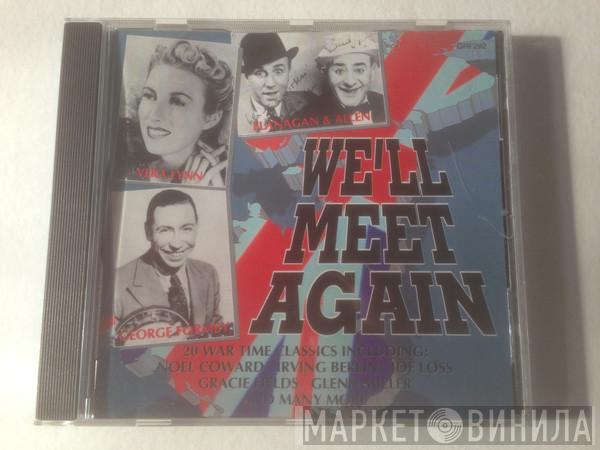 GRF292
FLANAGAN & ALLEN
VERA LYNN
WE'LL
MEET
AGAIN
GEORGE FORMBY
20 WAR TIME CLASSICS INCLUDING:
NOEL COWARD IRVING BERLIN JOE LOSS
GRACIE FIELDS GLENN MILLER
AND MANY MORE
МАРКЕТ ВИНИЛА